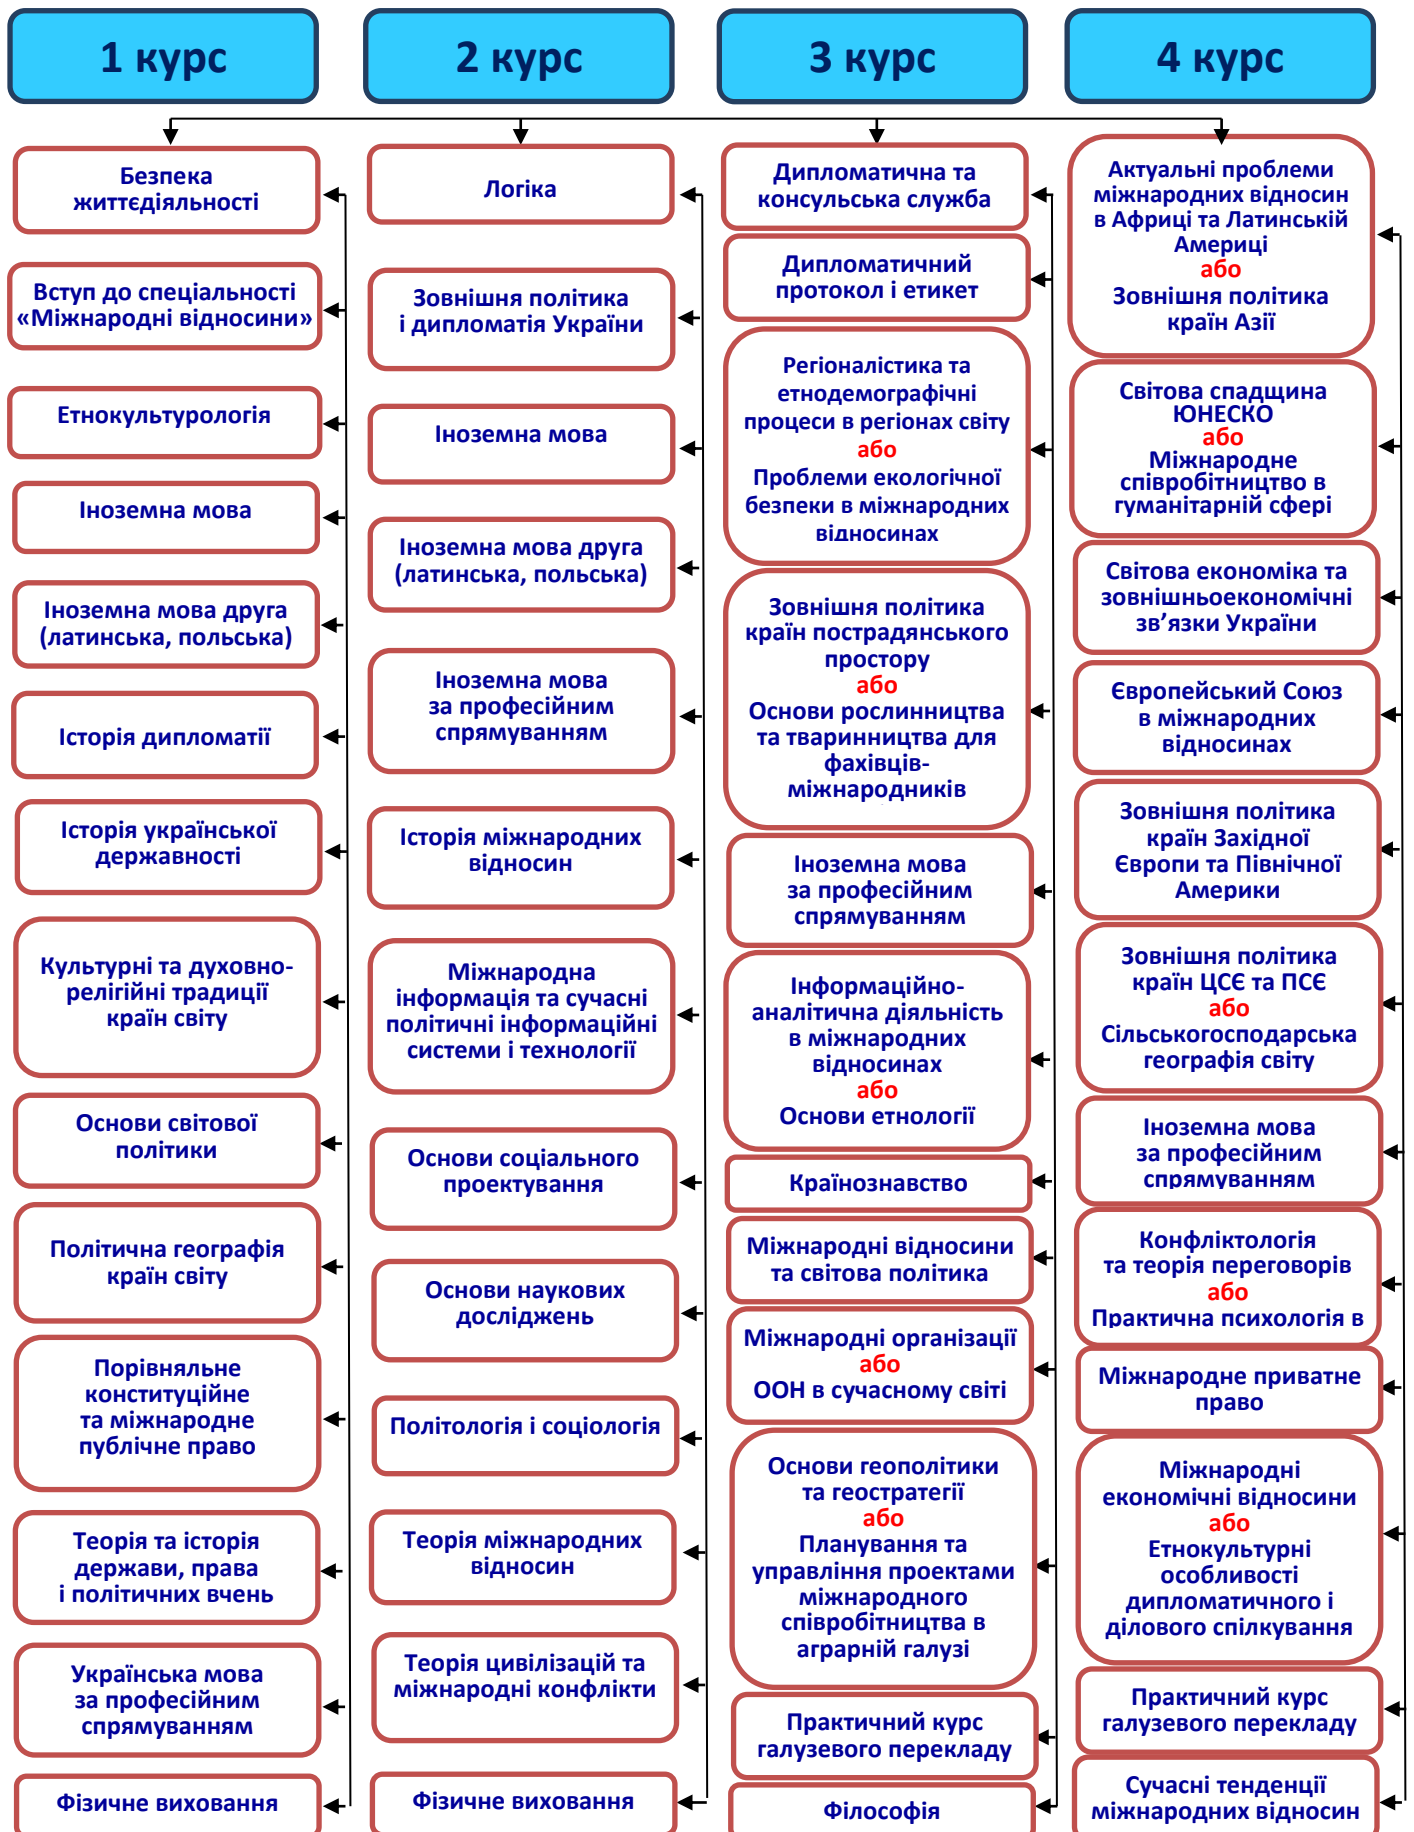 1 курс
2 курс
3 курс
4 курс
Безпека
життєдіяльності
Вступ до спеціальності
«Міжнародні відносини»
Етнокультурологія
Іноземна мова
Іноземна мова друга
(латинська, польська)
Історія дипломатії
Історія української
державності
Культурні та духовно-
релігійні традиції
країн світу
Основи світової
політики
Політична географія
країн світу
Порівняльне
конституційне
та міжнародне
публічне право
Теорія та історія
держави, права
і політичних вчень
Українська мова
за професійним
спрямуванням
Фізичне виховання
Логіка
Зовнішня політика
і дипломатія України
Іноземна мова
Іноземна мова друга
(латинська, польська)
Іноземна мова
за професійним
спрямуванням
Історія міжнародних
відносин
Міжнародна
інформація та сучасні
політичні інформаційні
системи і технології
Основи соціального
проектування
Основи наукових
досліджень
Політологія і соціологія
Теорія міжнародних
відносин
Теорія цивілізацій та
міжнародні конфлікти
Фізичне виховання
Дипломатична та
консульська служба
Дипломатичний
протокол і етикет
Регіоналістика та
етнодемографічні
процеси в регіонах світу
або
Проблеми екологічної
безпеки в міжнародних
відносинах
Зовнішня політика
країн пострадянського
простору
або
Основи рослинництва
та тваринництва для
фахівців-
міжнародників
Іноземна мова
за професійним
спрямуванням
Інформаційно-
аналітична діяльність
в міжнародних
відносинах
або
Основи етнології
Країнознавство
Міжнародні відносини
та світова політика
Міжнародні організації
або
ООН в сучасному світі
Основи геополітики
та геостратегії
або
Планування та
управління проектами
міжнародного
співробітництва в
аграрній галузі
Практичний курс
галузевого перекладу
Філософія
Актуальні проблеми
міжнародних відносин
в Африці та Латинській
Америці
або
Зовнішня політика
країн Азії
Світова спадщина
ЮНЕСКО
або
Міжнародне
співробітництво в
гуманітарній сфері
Світова економіка та
зовнішньоекономічні
зв’язки України
Європейський Союз
в міжнародних
відносинах
Зовнішня політика
країн Західної
Європи та Північної
Америки
Зовнішня політика
країн ЦСЄ та ПСЄ
або
Сільськогосподарська
географія світу
Іноземна мова
за професійним
спрямуванням
Конфліктологія
та теорія переговорів
або
Практична психологія в
Міжнародне приватне
право
Міжнародні
економічні відносини
або
Етнокультурні
особливості
дипломатичного і
ділового спілкування
Практичний курс
галузевого перекладу
Сучасні тенденції
міжнародних відносин